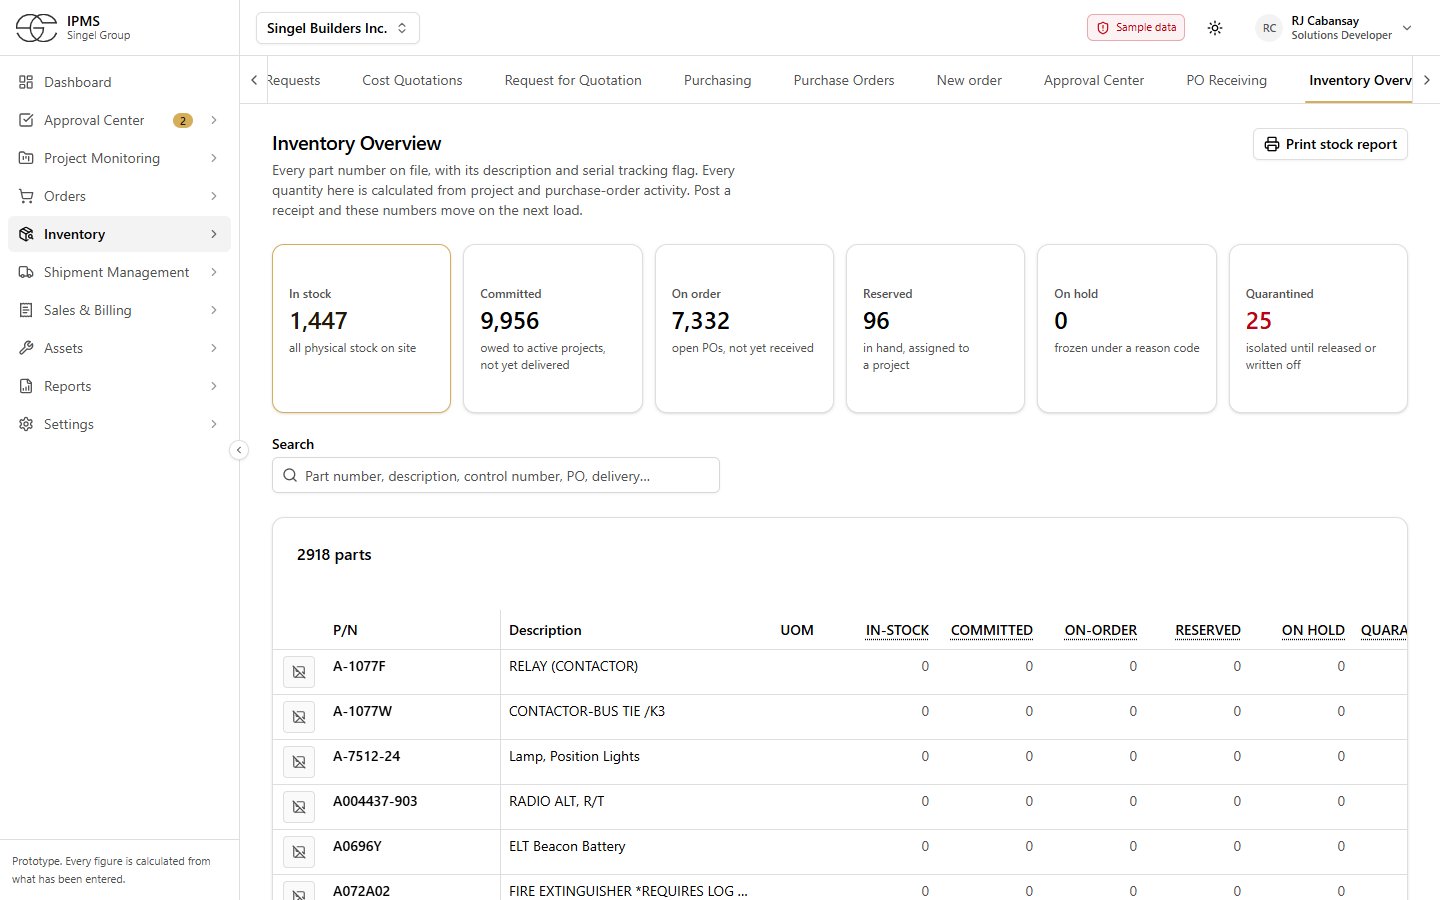 IPMS
Singel Group
Singel Builders Inc.
Sample data
RC
RJ Cabansay
Solutions Developer
Dashboard
Approval Center 2
Project Monitoring
Orders
Inventory
Shipment Management
Sales & Billing
Assets
Reports
Settings
Prototype. Every figure is calculated from
what has been entered.
Requests Cost Quotations Request for Quotation Purchasing Purchase Orders New order Approval Center PO Receiving Inventory Overv
Inventory Overview
Print stock report
Every part number on file, with its description and serial tracking flag. Every
quantity here is calculated from project and purchase-order activity. Post a
receipt and these numbers move on the next load.
In stock
1,447
all physical stock on site
Committed
9,956
owed to active projects,
not yet delivered
On order
7,332
open POs, not yet received
Reserved
96
in hand, assigned to
a project
On hold
0
frozen under a reason code
Quarantined
25
isolated until released or
written off
Search
Part number, description, control number, PO, delivery...
2918 parts
P/N Description UOM IN-STOCK COMMITTED ON-ORDER RESERVED ON HOLD QUARA
A-1077F RELAY (CONTACTOR) 0 0 0 0 0
A-1077W CONTACTOR-BUS TIE /K3 0 0 0 0 0
A-7512-24 Lamp, Position Lights 0 0 0 0 0
A004437-903 RADIO ALT, R/T 0 0 0 0 0
A0696Y ELT Beacon Battery 0 0 0 0 0
A072A02 FIRE EXTINGUISHER *REQUIRES LOG ... 0 0 0 0 0